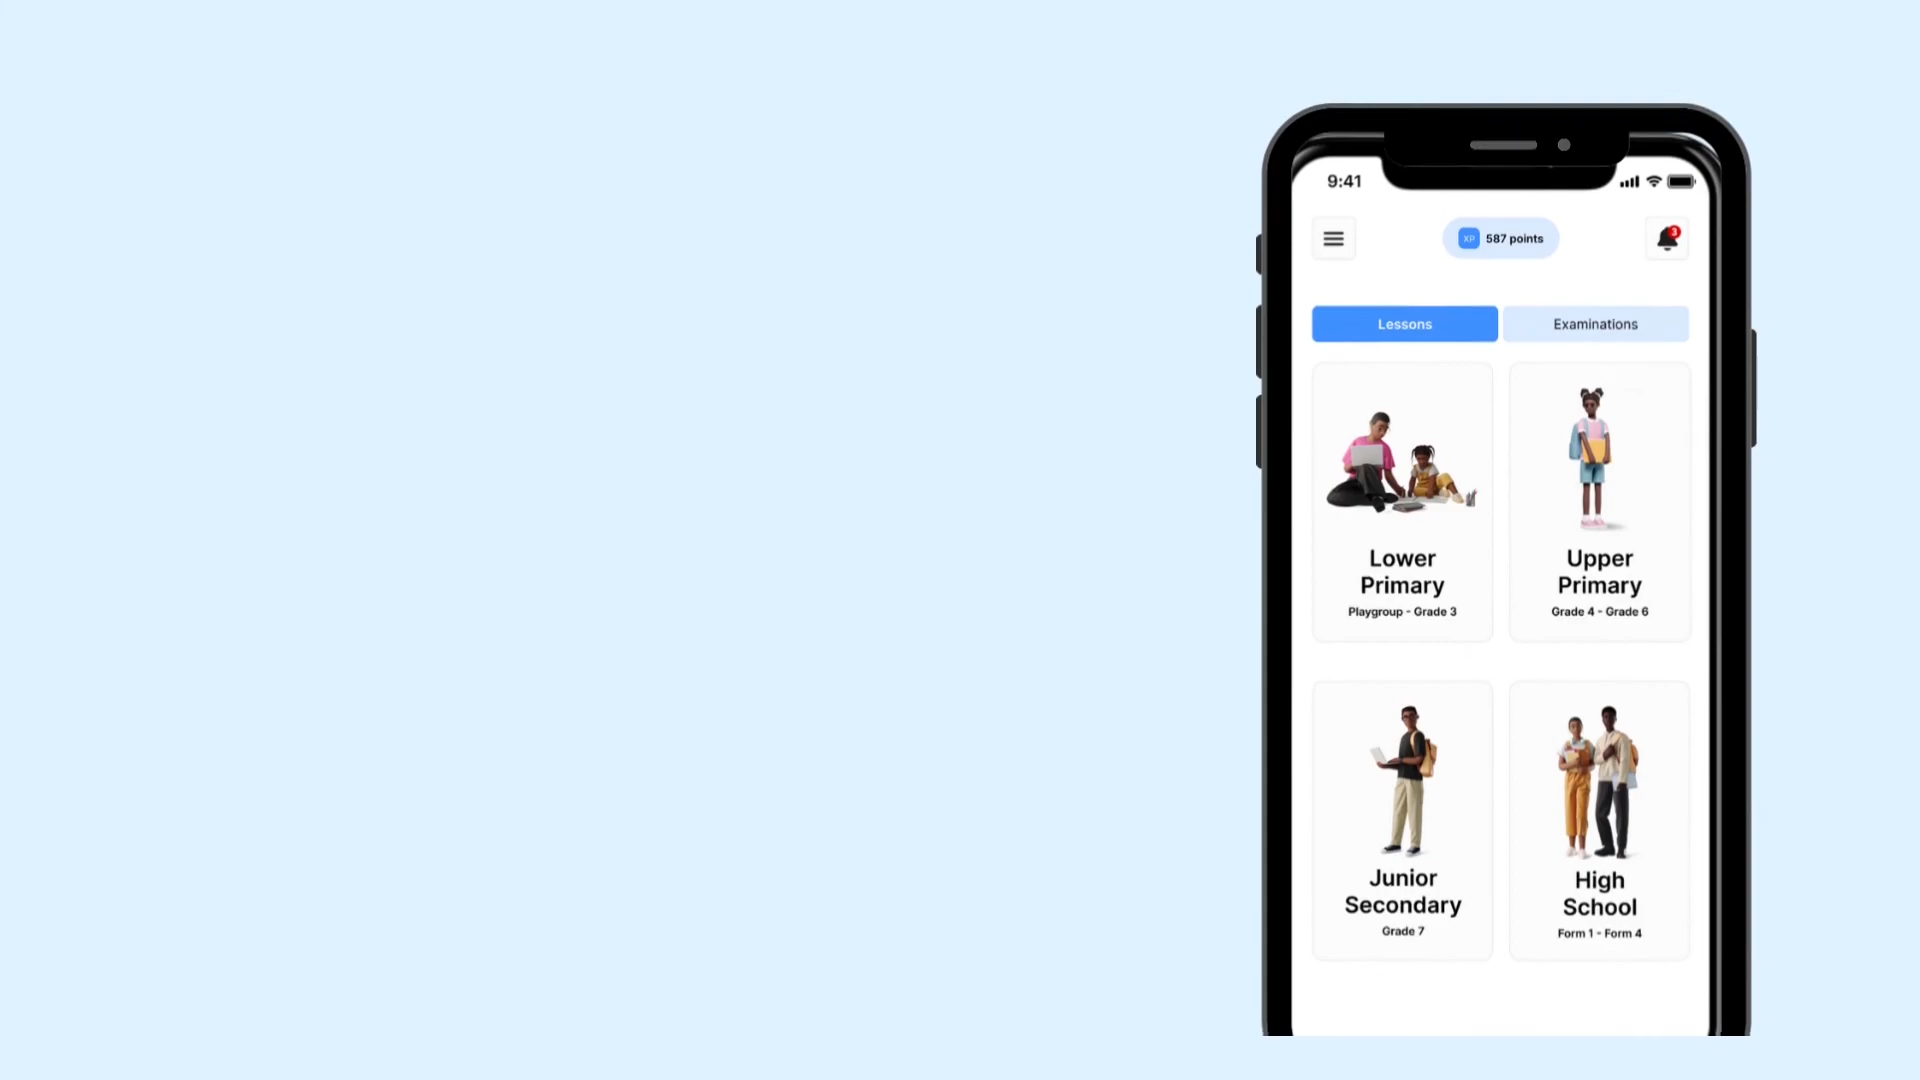 9:41
XP 587 points
3
Lessons
Examinations
Lower
Primary
Playgroup - Grade 3
Upper
Primary
Grade 4 - Grade 6
Junior
Secondary
Grade 7
High
School
Form 1 - Form 4